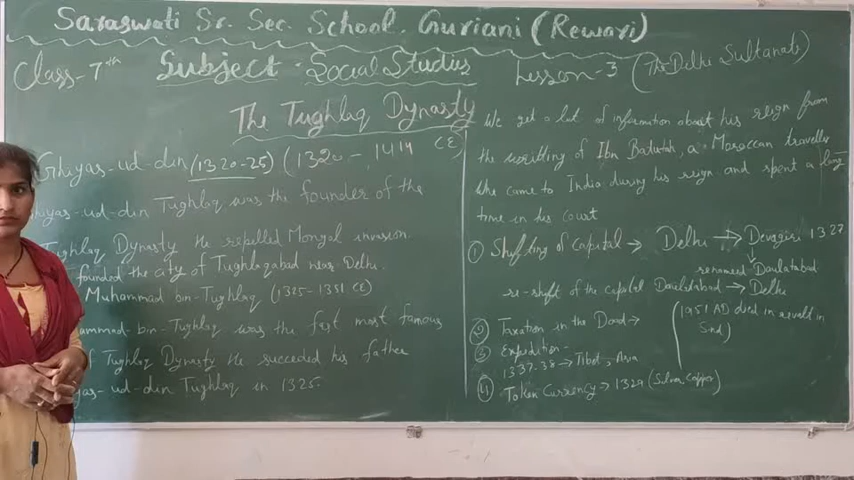 Saraswati Sr. Sec. School. Guriani (Rewari)
Class-7th Subject - Social Studies Lesson-3 (The Delhi Sultanate)
The Tughlaq Dynasty
Ghiyas-ud-din (1320-25) (1320 - 1414 CE)
Ghiyas-ud-din Tughlaq was the founder of the
Tughlaq Dynasty He repelled Mongal invasion.
founded the city of Tughlaqabad near Delhi.
Muhammad bin-Tughlaq (1325-1351 CE)
ammad-bin-Tughlaq was the most famous
of Tughlaq Dynasty He succeeded his father
yas-ud-din Tughlaq in 1325.
We get a lot of information about his reign from
the of Ibn Batutah, a Moroccan traveller
He came to India during his reign and spent a long
time in his court
① Shifting of Capital → Delhi → Devagiri 1327
↓
renamed Daulatabad
re-shift of the capital Daulatabad → Delhi
② Taxation in the Doab →
(1951 AD died in a revolt in
Sind)
③ Expedition -
1337-38 → Tibet, Asia
④ Token Currency → 1329 (Silver Copper)